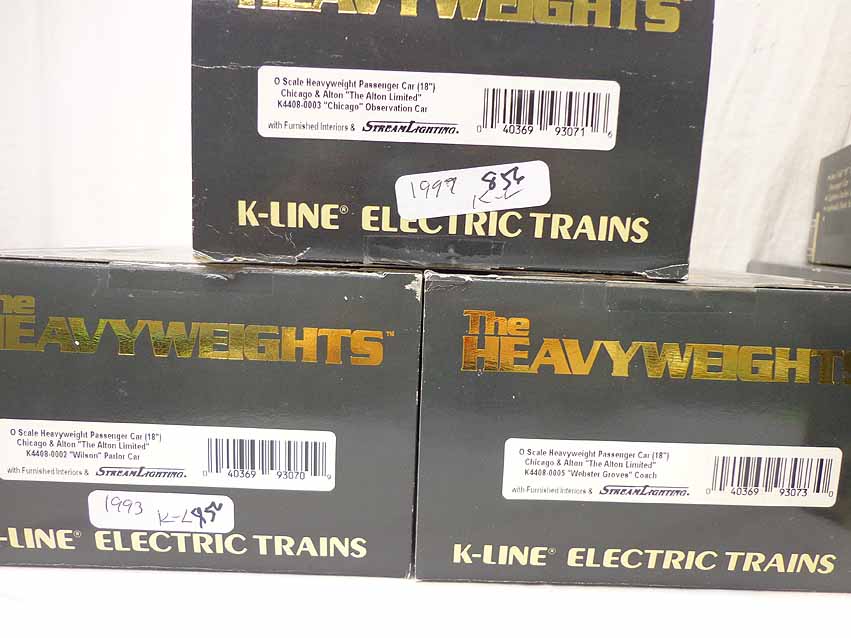 HEAVYWEIGHTS
O Scale Heavyweight Passenger Car (18")
Chicago & Alton "The Alton Limited"
K4408-0003 "Chicago" Observation Car
with Furnished Interiors & STREAMLIGHTING.
0 40369 93071 6
1997 85%
K-L
K-LINE® ELECTRIC TRAINS
The
HEAVYWEIGHTS™
O Scale Heavyweight Passenger Car (18")
Chicago & Alton "The Alton Limited"
K4408-0002 "Wilson" Parlor Car
with Furnished Interiors & STREAMLIGHTING.
0 40369 93070 9
1993 K-L
K-LINE® ELECTRIC TRAINS
The
HEAVYWEIGHTS
O Scale Heavyweight Passenger Car (18")
Chicago & Alton "The Alton Limited"
K4408-0005 "Webster Groves" Coach
with Furnished Interiors & STREAMLIGHTING.
0 40369 93073 0
K-LINE® ELECTRIC TRAINS